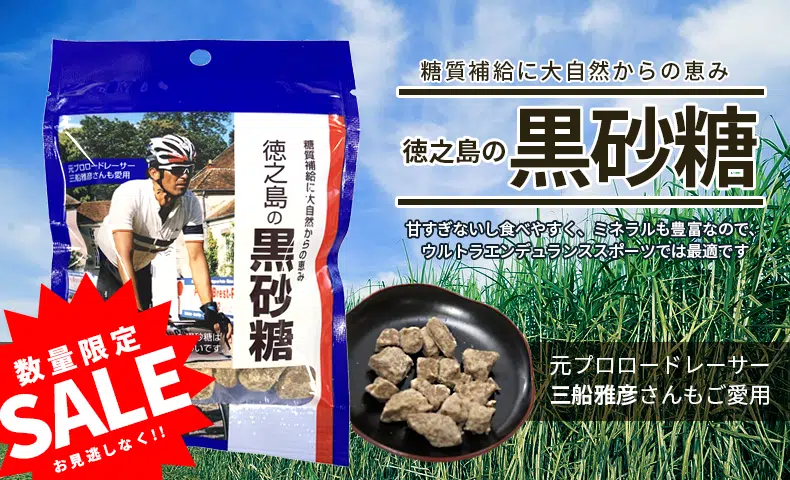 糖質補給に大自然からの恵み
徳之島の黒砂糖
甘すぎないし食べやすく、ミネラルも豊富なので、
ウルトラエンデュランススポーツでは最適です
元プロロードレーサー
三船雅彦さんもご愛用
元プロロードレーサー
三船雅彦さんも愛用
糖質補給に大自然からの恵み
徳之島の黒砂糖
数量限定
SALE
お見逃しなく!!